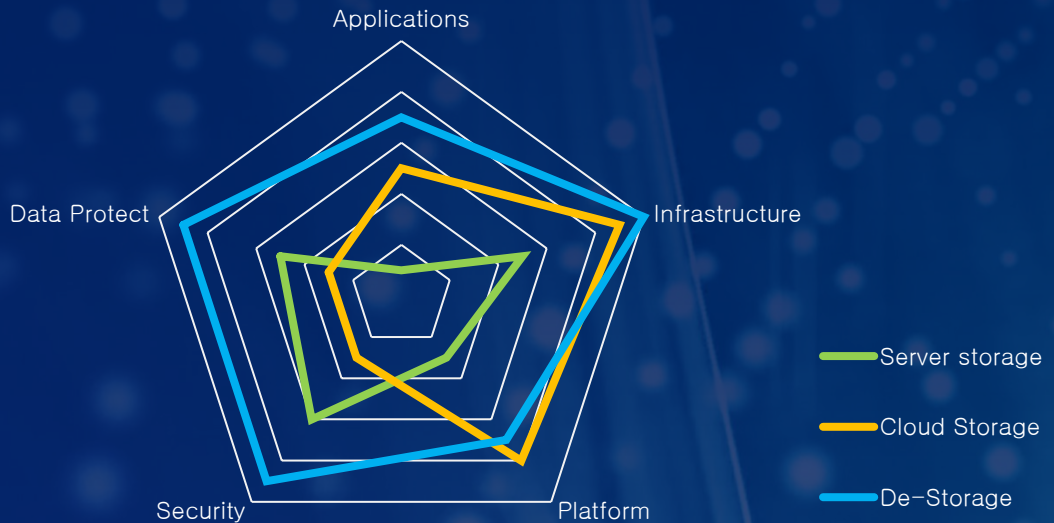 Applications
Data Protect
Infrastructure
Server storage
Cloud Storage
De-Storage
Security
Platform